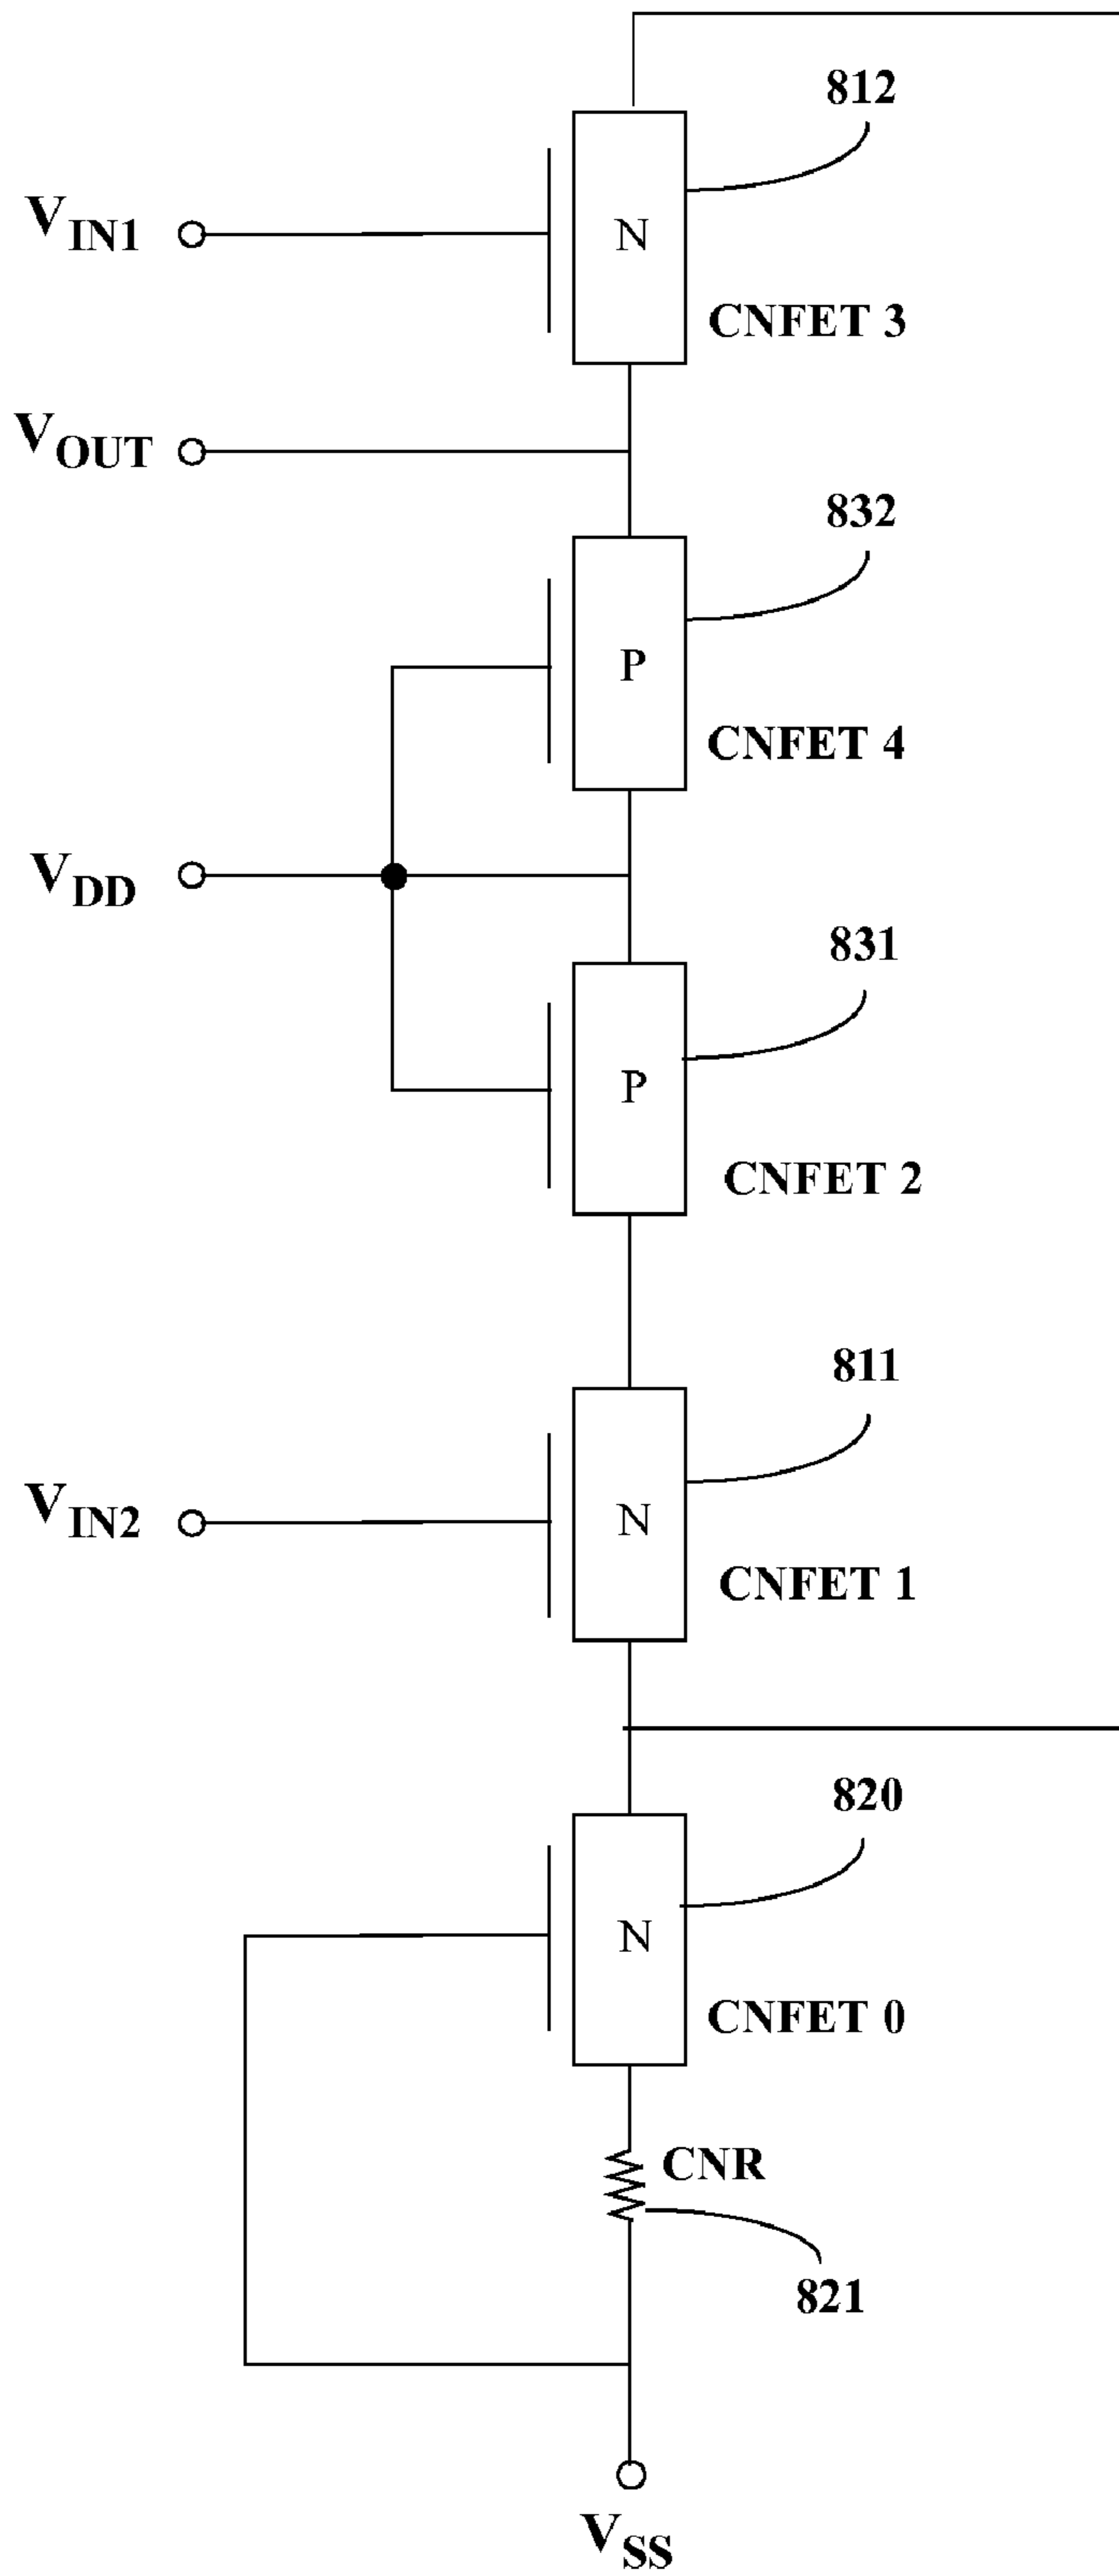 812
V_IN1
N
CNFET 3
V_OUT
832
P
CNFET 4
V_DD
831
P
CNFET 2
811
V_IN2
N
CNFET 1
820
N
CNFET 0
CNR
821
V_SS